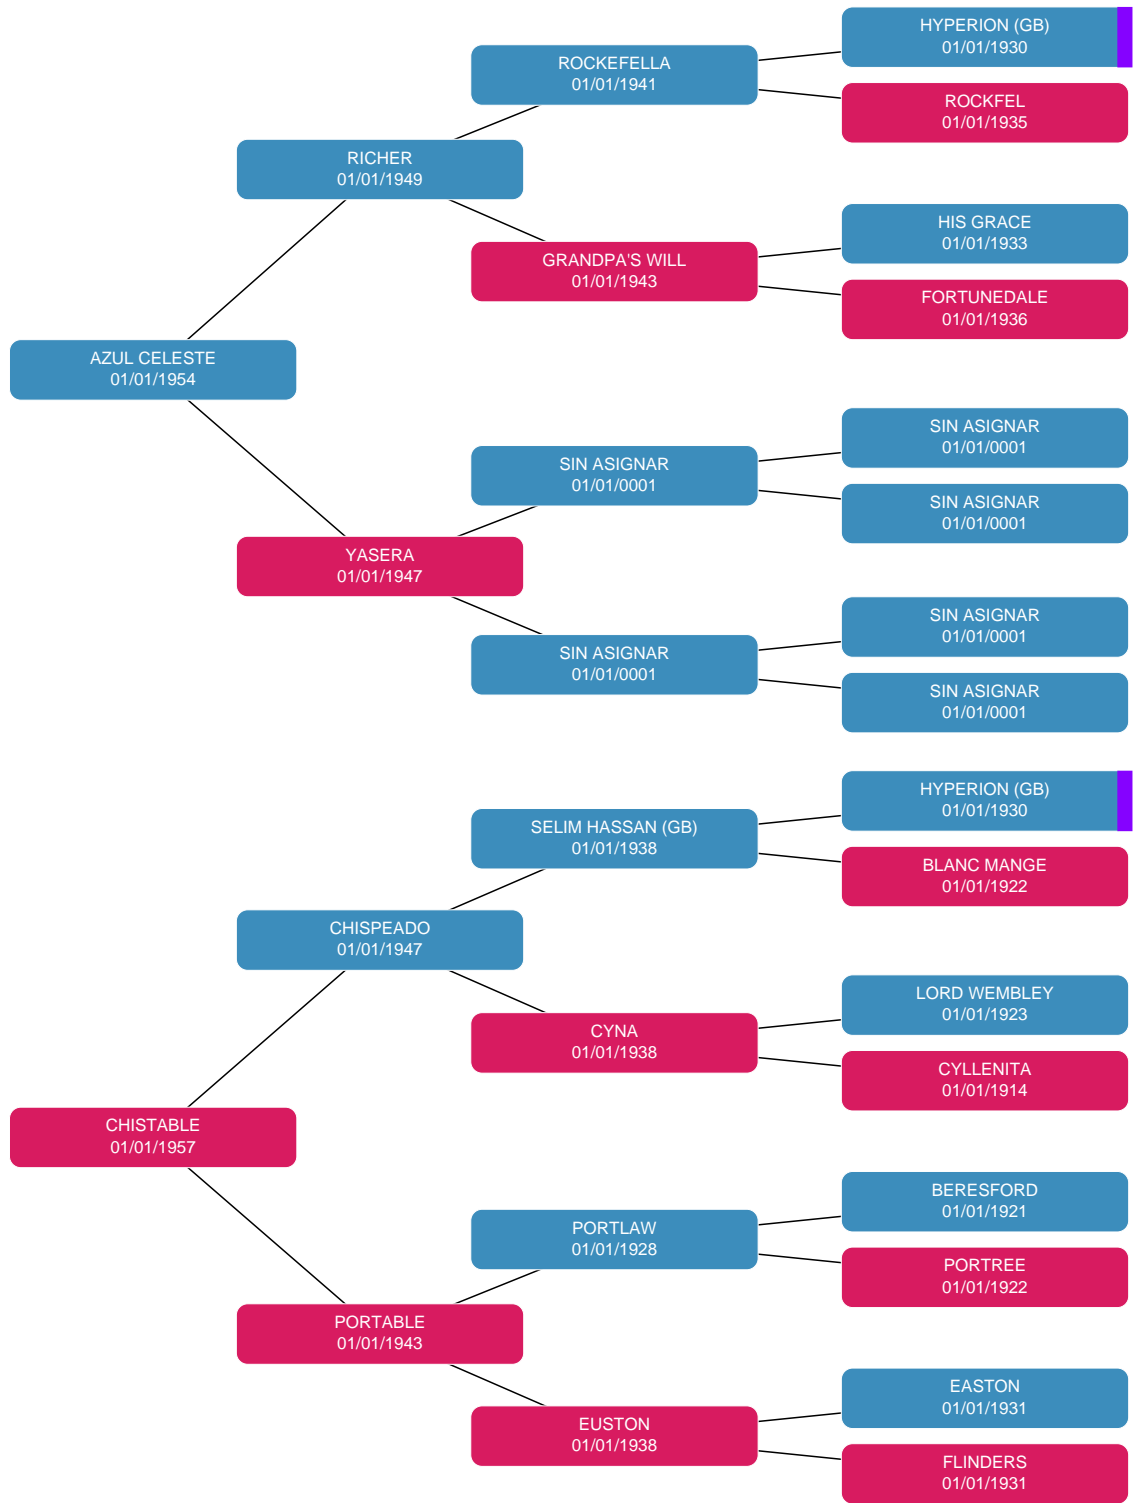 HYPERION (GB)
01/01/1930
ROCKEFELLA
01/01/1941
ROCKFEL
01/01/1935
RICHER
01/01/1949
HIS GRACE
01/01/1933
GRANDPA'S WILL
01/01/1943
FORTUNEDALE
01/01/1936
AZUL CELESTE
01/01/1954
SIN ASIGNAR
01/01/0001
SIN ASIGNAR
01/01/0001
SIN ASIGNAR
01/01/0001
YASERA
01/01/1947
SIN ASIGNAR
01/01/0001
SIN ASIGNAR
01/01/0001
SIN ASIGNAR
01/01/0001
HYPERION (GB)
01/01/1930
SELIM HASSAN (GB)
01/01/1938
BLANC MANGE
01/01/1922
CHISPEADO
01/01/1947
LORD WEMBLEY
01/01/1923
CYNA
01/01/1938
CYLLENITA
01/01/1914
CHISTABLE
01/01/1957
BERESFORD
01/01/1921
PORTLAW
01/01/1928
PORTREE
01/01/1922
PORTABLE
01/01/1943
EASTON
01/01/1931
EUSTON
01/01/1938
FLINDERS
01/01/1931